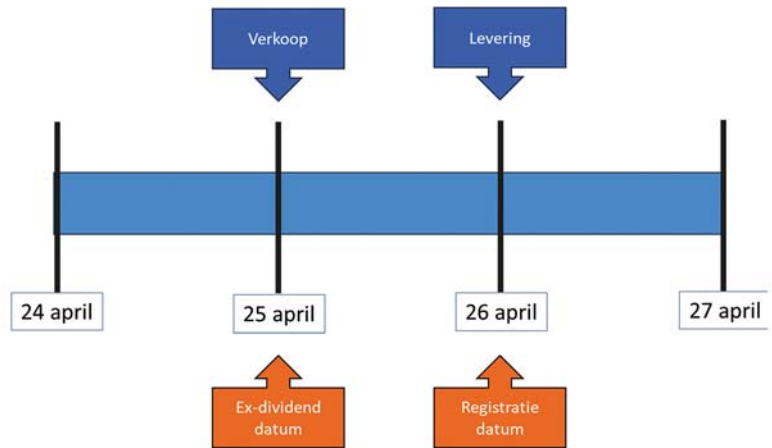 Verkoop
Levering
24 april
25 april
26 april
27 april
Ex-dividend
datum
Registratie
datum